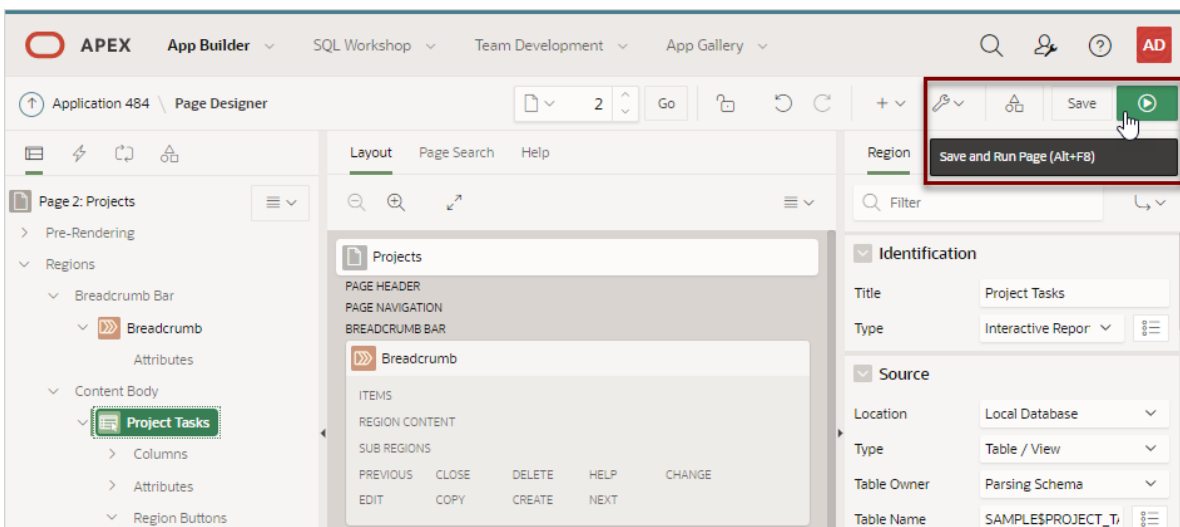 APEX App Builder SQL Workshop Team Development App Gallery AD
Application 484 \ Page Designer 2 Go Save
Save and Run Page (Alt+F8)
Layout Page Search Help
Region
Page 2: Projects
Filter
Pre-Rendering
Regions
Breadcrumb Bar
Breadcrumb
Attributes
Content Body
Project Tasks
Columns
Attributes
Region Buttons
Projects
PAGE HEADER
PAGE NAVIGATION
BREADCRUMB BAR
Breadcrumb
ITEMS
REGION CONTENT
SUB REGIONS
PREVIOUS CLOSE DELETE HELP CHANGE
EDIT COPY CREATE NEXT
Identification
Title Project Tasks
Type Interactive Repor
Source
Location Local Database
Type Table / View
Table Owner Parsing Schema
Table Name SAMPLE$PROJECT_T